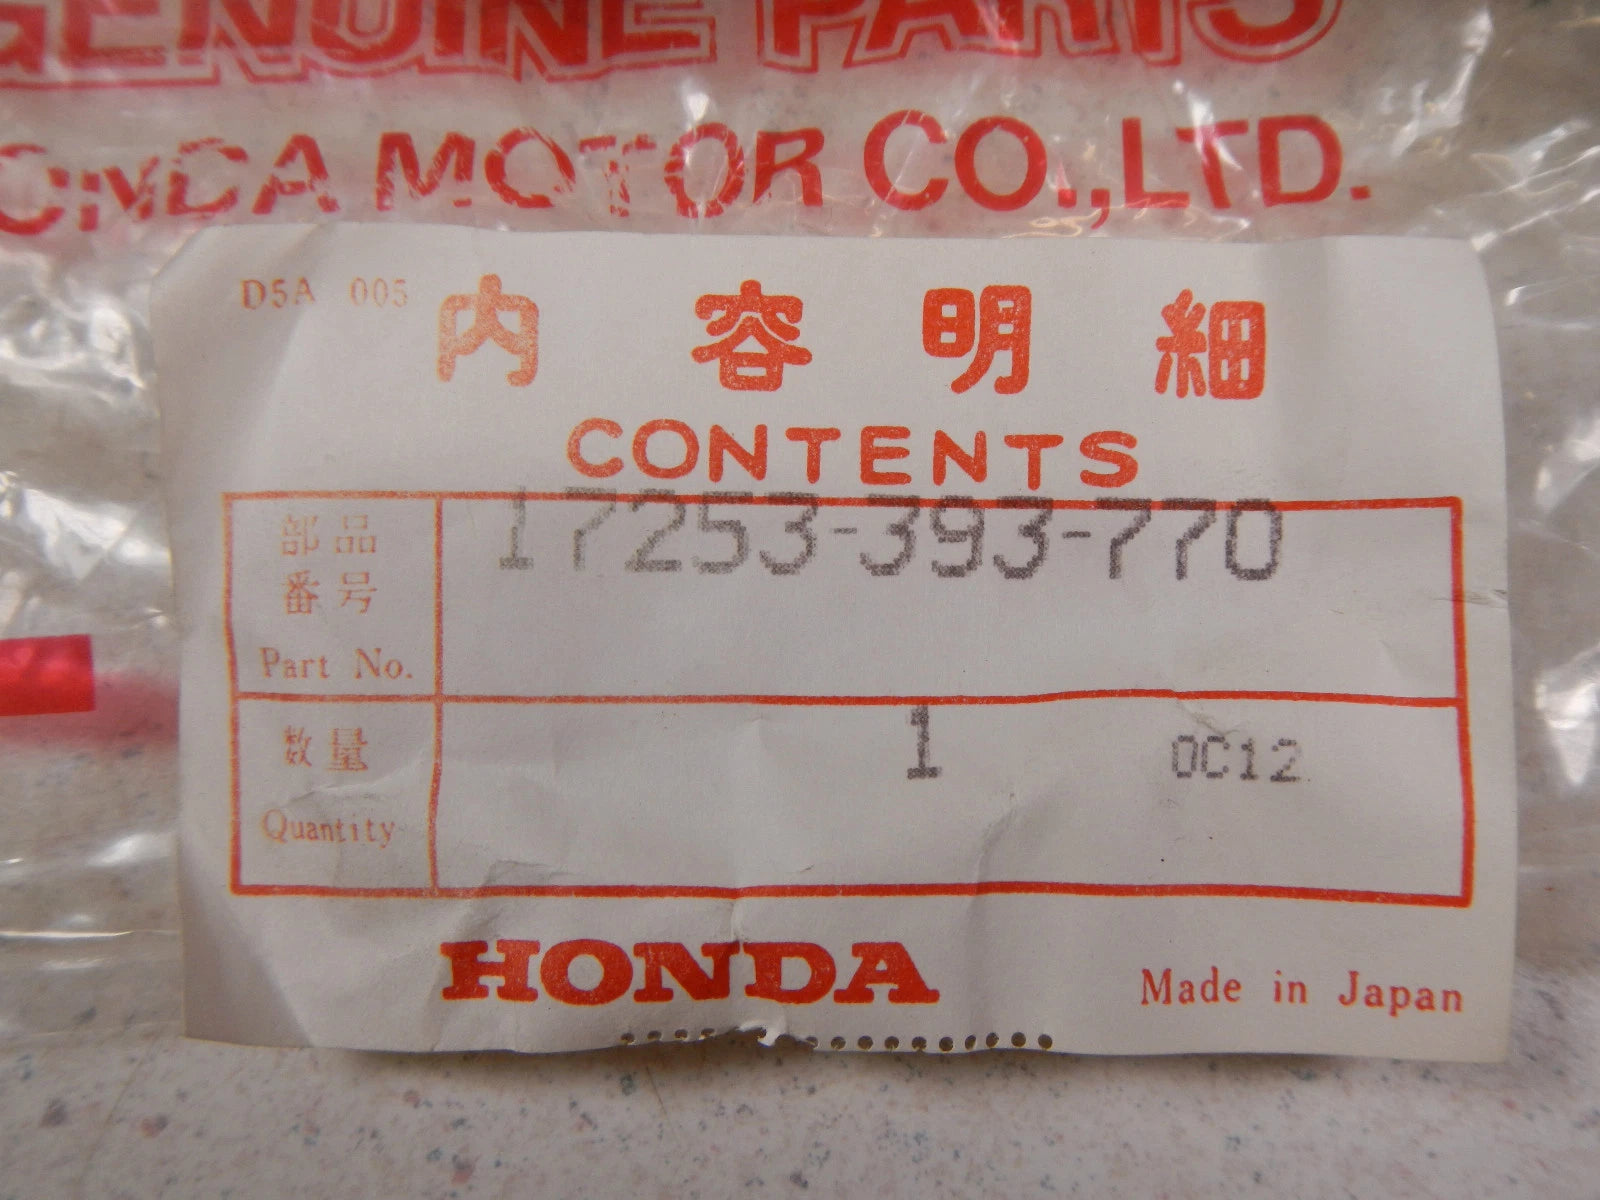 GENUINE PARTS
HONDA MOTOR CO.,LTD.
D5A 005
内容明細
CONTENTS
部品
番号
Part No.
17253-393-770
数量
Quantity
1
0C12
HONDA
Made in Japan